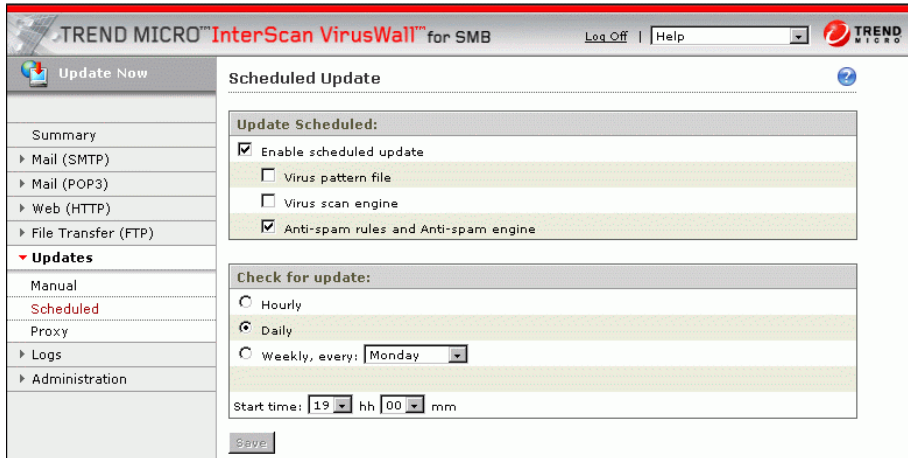 TREND MICRO™ InterScan VirusWall™ for SMB
Log Off | Help
TREND MICRO
Update Now
Summary
Mail (SMTP)
Mail (POP3)
Web (HTTP)
File Transfer (FTP)
Updates
Manual
Scheduled
Proxy
Logs
Administration
Scheduled Update
?
Update Scheduled:
Enable scheduled update
Virus pattern file
Virus scan engine
Anti-spam rules and Anti-spam engine
Check for update:
Hourly
Daily
Weekly, every: Monday
Start time: 19 hh 00 mm
Save